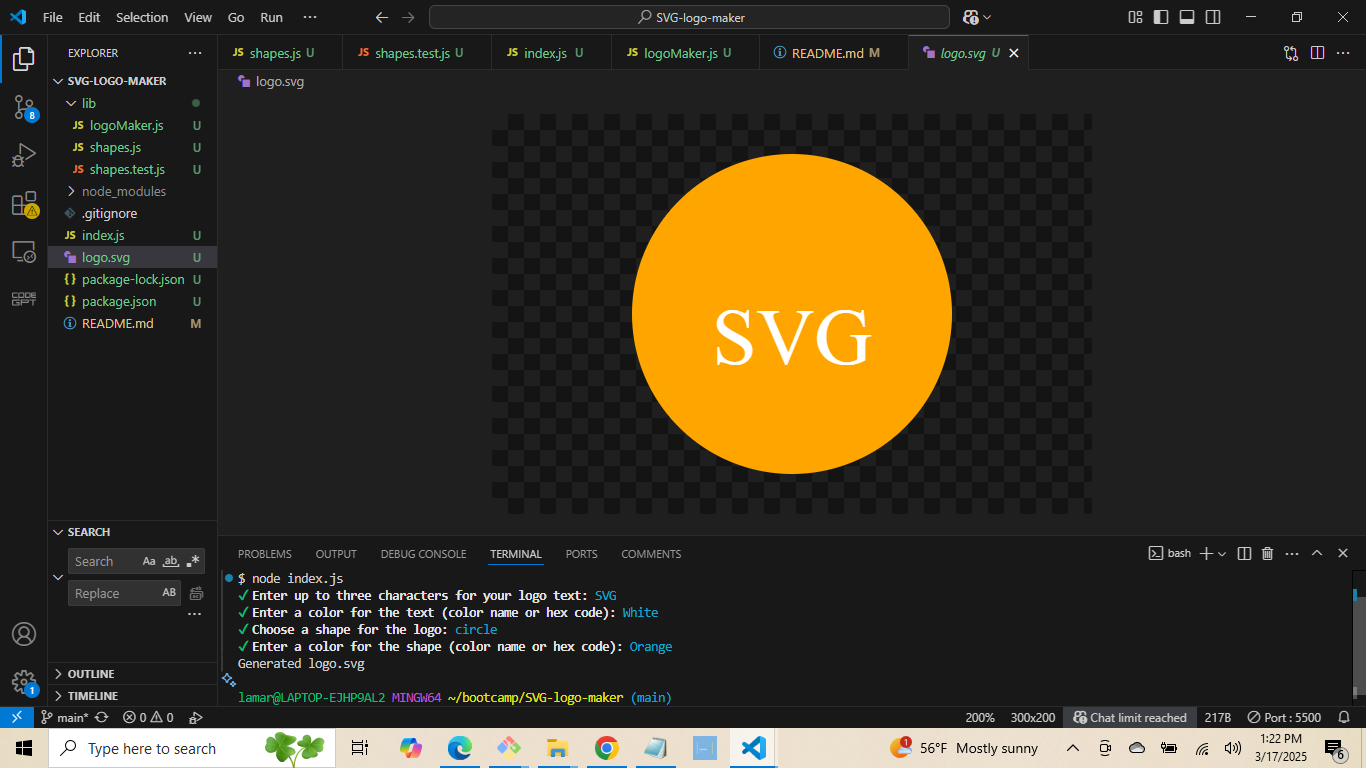 File Edit Selection View Go Run ··· SVG-logo-maker
EXPLORER ···
SVG-LOGO-MAKER
lib
JS logoMaker.js U
JS shapes.js U
JS shapes.test.js U
node_modules
.gitignore
JS index.js U
logo.svg U
{} package-lock.json U
{} package.json U
README.md M
8
1
CODE
GPT
JS shapes.js U JS shapes.test.js U JS index.js U JS logoMaker.js U README.md M logo.svg U
logo.svg
SVG
SEARCH
Search Aa ab .*
Replace AB
···
OUTLINE
TIMELINE
PROBLEMS OUTPUT DEBUG CONSOLE TERMINAL PORTS COMMENTS bash
$ node index.js
✓ Enter up to three characters for your logo text: SVG
✓ Enter a color for the text (color name or hex code): White
✓ Choose a shape for the logo: circle
✓ Enter a color for the shape (color name or hex code): Orange
Generated logo.svg
lamar@LAPTOP-EJHP9AL2 MINGW64 ~/bootcamp/SVG-logo-maker (main)
main* 0 0 200% 300x200 Chat limit reached 217B Port : 5500
Type here to search 1 56°F Mostly sunny 1:22 PM
3/17/2025 6